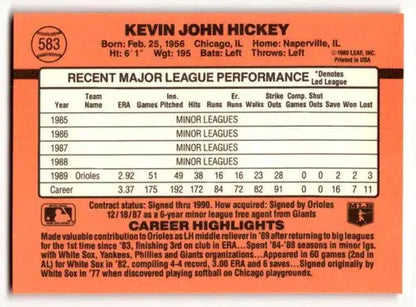 583
KEVIN JOHN HICKEY
Born: Feb. 25, 1956 Chicago, IL Home: Naperville, IL
Ht: 6' 1" Wgt: 195 Bats: Left Throws: Left
© 1989 LEAF, INC.
Printed in USA
RECENT MAJOR LEAGUE PERFORMANCE *Denotes Led League
Year Team Name ERA Games Inn. Pitched Hits Runs Er. Runs Walks Strike Outs Comp. Games Shut Outs Saves Won Lost
1985
1986 MINOR LEAGUES
1987 MINOR LEAGUES
1988 MINOR LEAGUES
1989 Orioles 2.92 51 49 38 16 16 23 28 0 0 2 2 3
Career 3.37 175 192 177 84 72 82 91 0 0 16 7 11
Contract status: Signed thru 1990. How acquired: Signed by Orioles
12/18/87 as a 6-year minor league free agent from Giants
CAREER HIGHLIGHTS
Made valuable contribution to Orioles as LH middle reliever in '89 after returning to big leagues
for the 1st time since '83, finishing 3rd on club in ERA...Spent '84-'88 seasons in minor lgs.
with White Sox, Yankees, Phillies and Giants organizations...Appeared in 60 games (2nd
in AL) for White Sox in '82, compiling 4-4 record, 3.00 ERA and 6 saves...Signed originally by
White Sox in '77 when discovered playing softball on Chicago playgrounds.